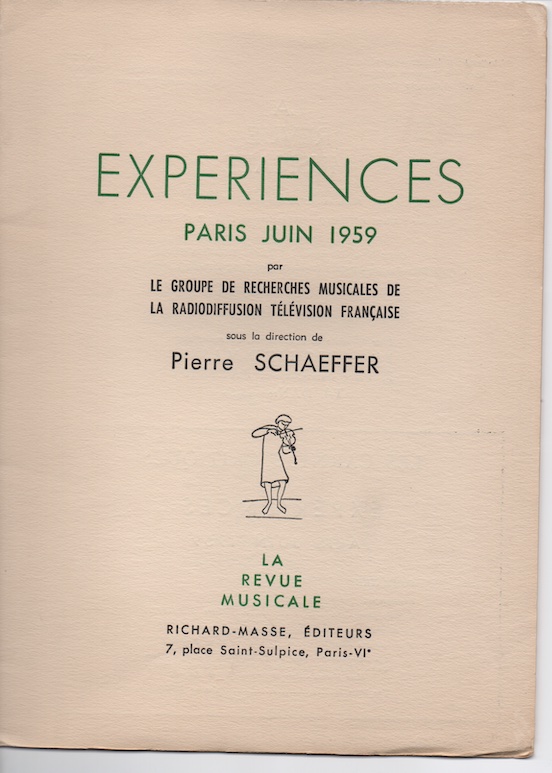 EXPERIENCES
PARIS JUIN 1959
par
LE GROUPE DE RECHERCHES MUSICALES DE
LA RADIODIFFUSION TÉLÉVISION FRANÇAISE
sous la direction de
Pierre SCHAEFFER
LA
REVUE
MUSICALE
RICHARD-MASSE, ÉDITEURS
7, place Saint-Sulpice, Paris-VIe